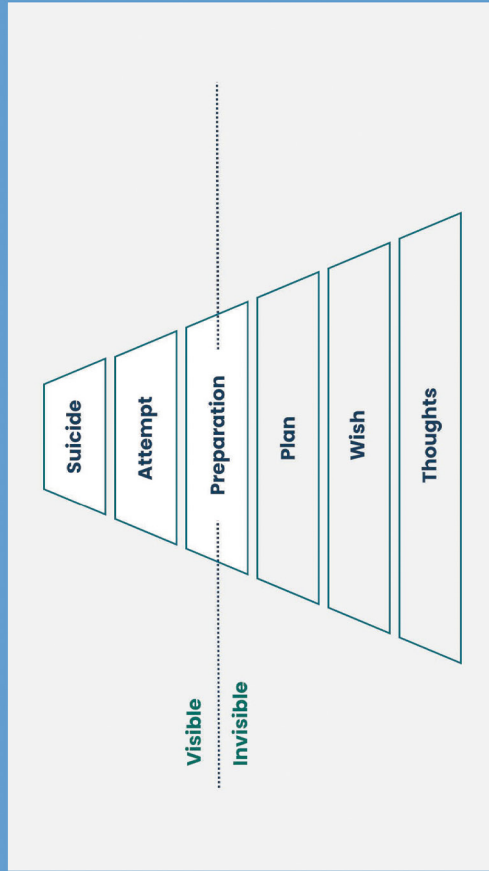 Suicide
Attempt
Visible
Preparation
Invisible
Plan
Wish
Thoughts